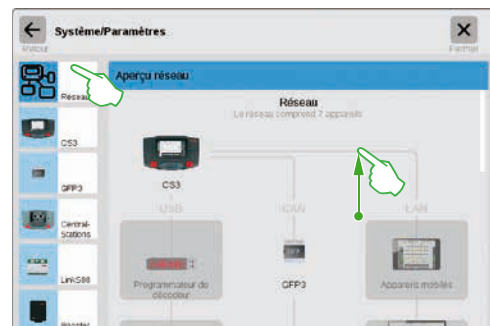 Système/Paramètres
Retour
Fermer
Aperçu réseau
Réseau
Réseau
Le réseau comprend 7 appareils
CS3
CS3
GFP3
USB
CAN
LAN
Central-
Stations
Programmateur de
décodeur
GFP3
Appareils mobiles
LinkS88
Booster